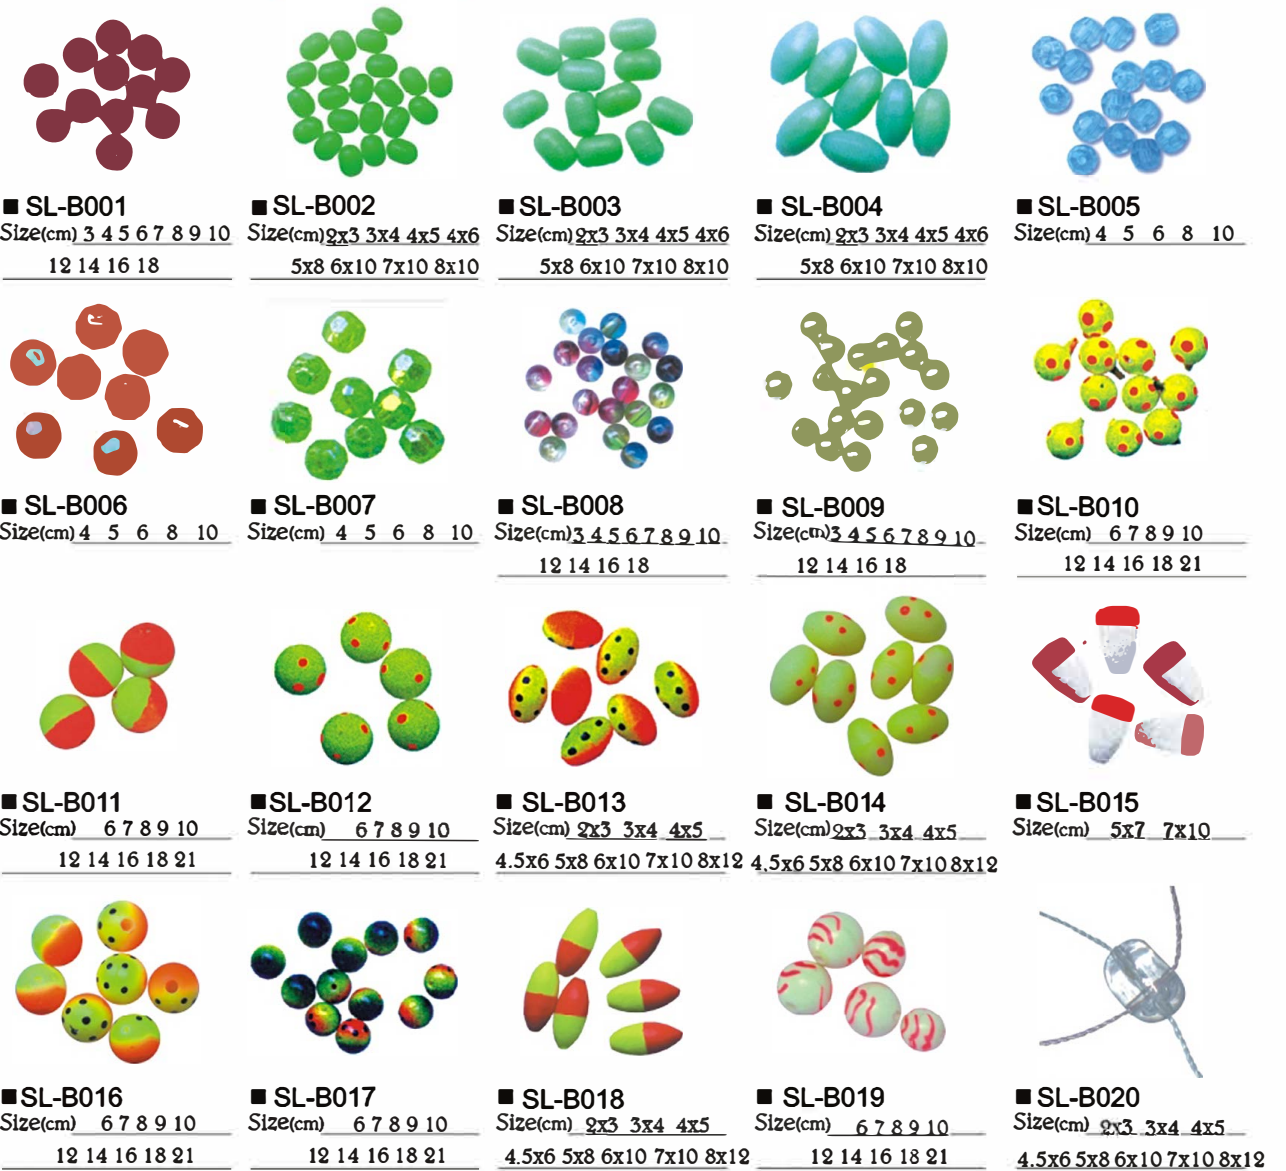 ■ SL-B001
Size(cm) 3 4 5 6 7 8 9 10
12 14 16 18
■ SL-B002
Size(cm) 2x3 3x4 4x5 4x6
5x8 6x10 7x10 8x10
■ SL-B003
Size(cm) 2x3 3x4 4x5 4x6
5x8 6x10 7x10 8x10
■ SL-B004
Size(cm) 2x3 3x4 4x5 4x6
5x8 6x10 7x10 8x10
■ SL-B005
Size(cm) 4 5 6 8 10
■ SL-B006
Size(cm) 4 5 6 8 10
■ SL-B007
Size(cm) 4 5 6 8 10
■ SL-B008
Size(cm) 3 4 5 6 7 8 9 10
12 14 16 18
■ SL-B009
Size(cm) 3 4 5 6 7 8 9 10
12 14 16 18
■ SL-B010
Size(cm) 6 7 8 9 10
12 14 16 18 21
■ SL-B011
Size(cm) 6 7 8 9 10
12 14 16 18 21
■ SL-B012
Size(cm) 6 7 8 9 10
12 14 16 18 21
■ SL-B013
Size(cm) 2x3 3x4 4x5
4.5x6 5x8 6x10 7x10 8x12
■ SL-B014
Size(cm) 2x3 3x4 4x5
4.5x6 5x8 6x10 7x10 8x12
■ SL-B015
Size(cm) 5x7 7x10
■ SL-B016
Size(cm) 6 7 8 9 10
12 14 16 18 21
■ SL-B017
Size(cm) 6 7 8 9 10
12 14 16 18 21
■ SL-B018
Size(cm) 2x3 3x4 4x5
4.5x6 5x8 6x10 7x10 8x12
■ SL-B019
Size(cm) 6 7 8 9 10
12 14 16 18 21
■ SL-B020
Size(cm) 2x3 3x4 4x5
4.5x6 5x8 6x10 7x10 8x12